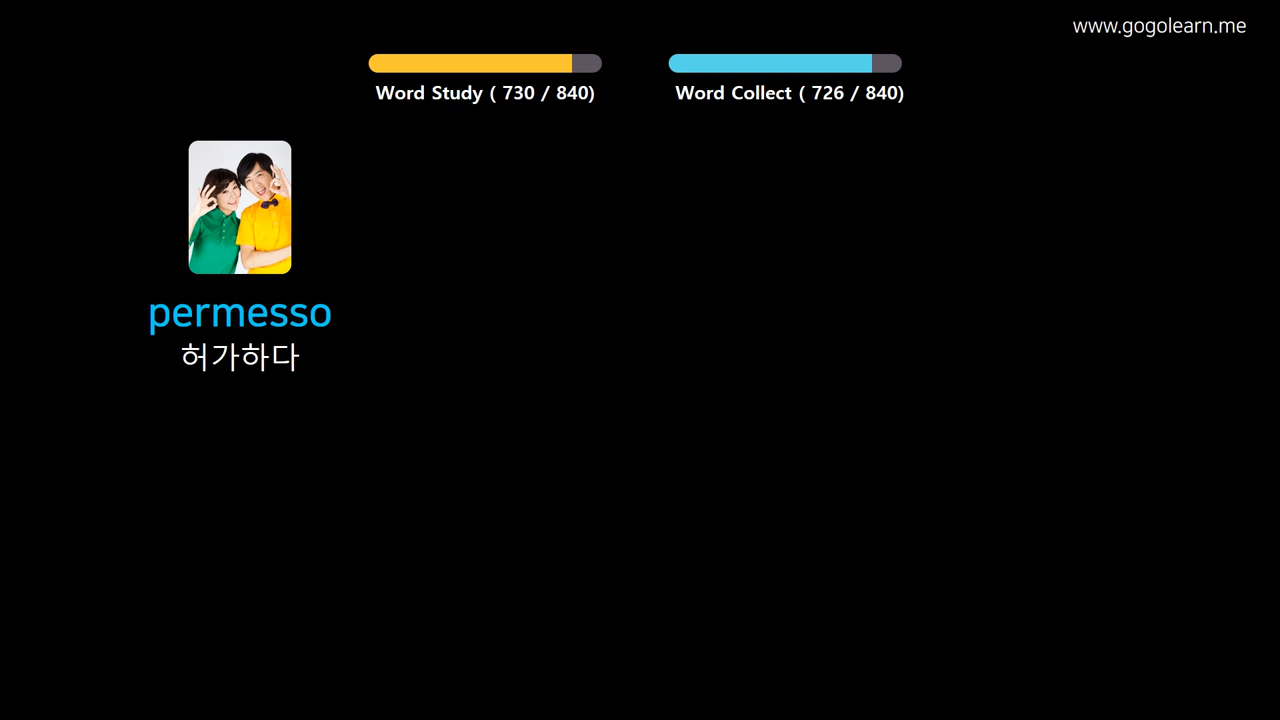 www.gogolearn.me
Word Study ( 730 / 840)
Word Collect ( 726 / 840)
permesso
허가하다